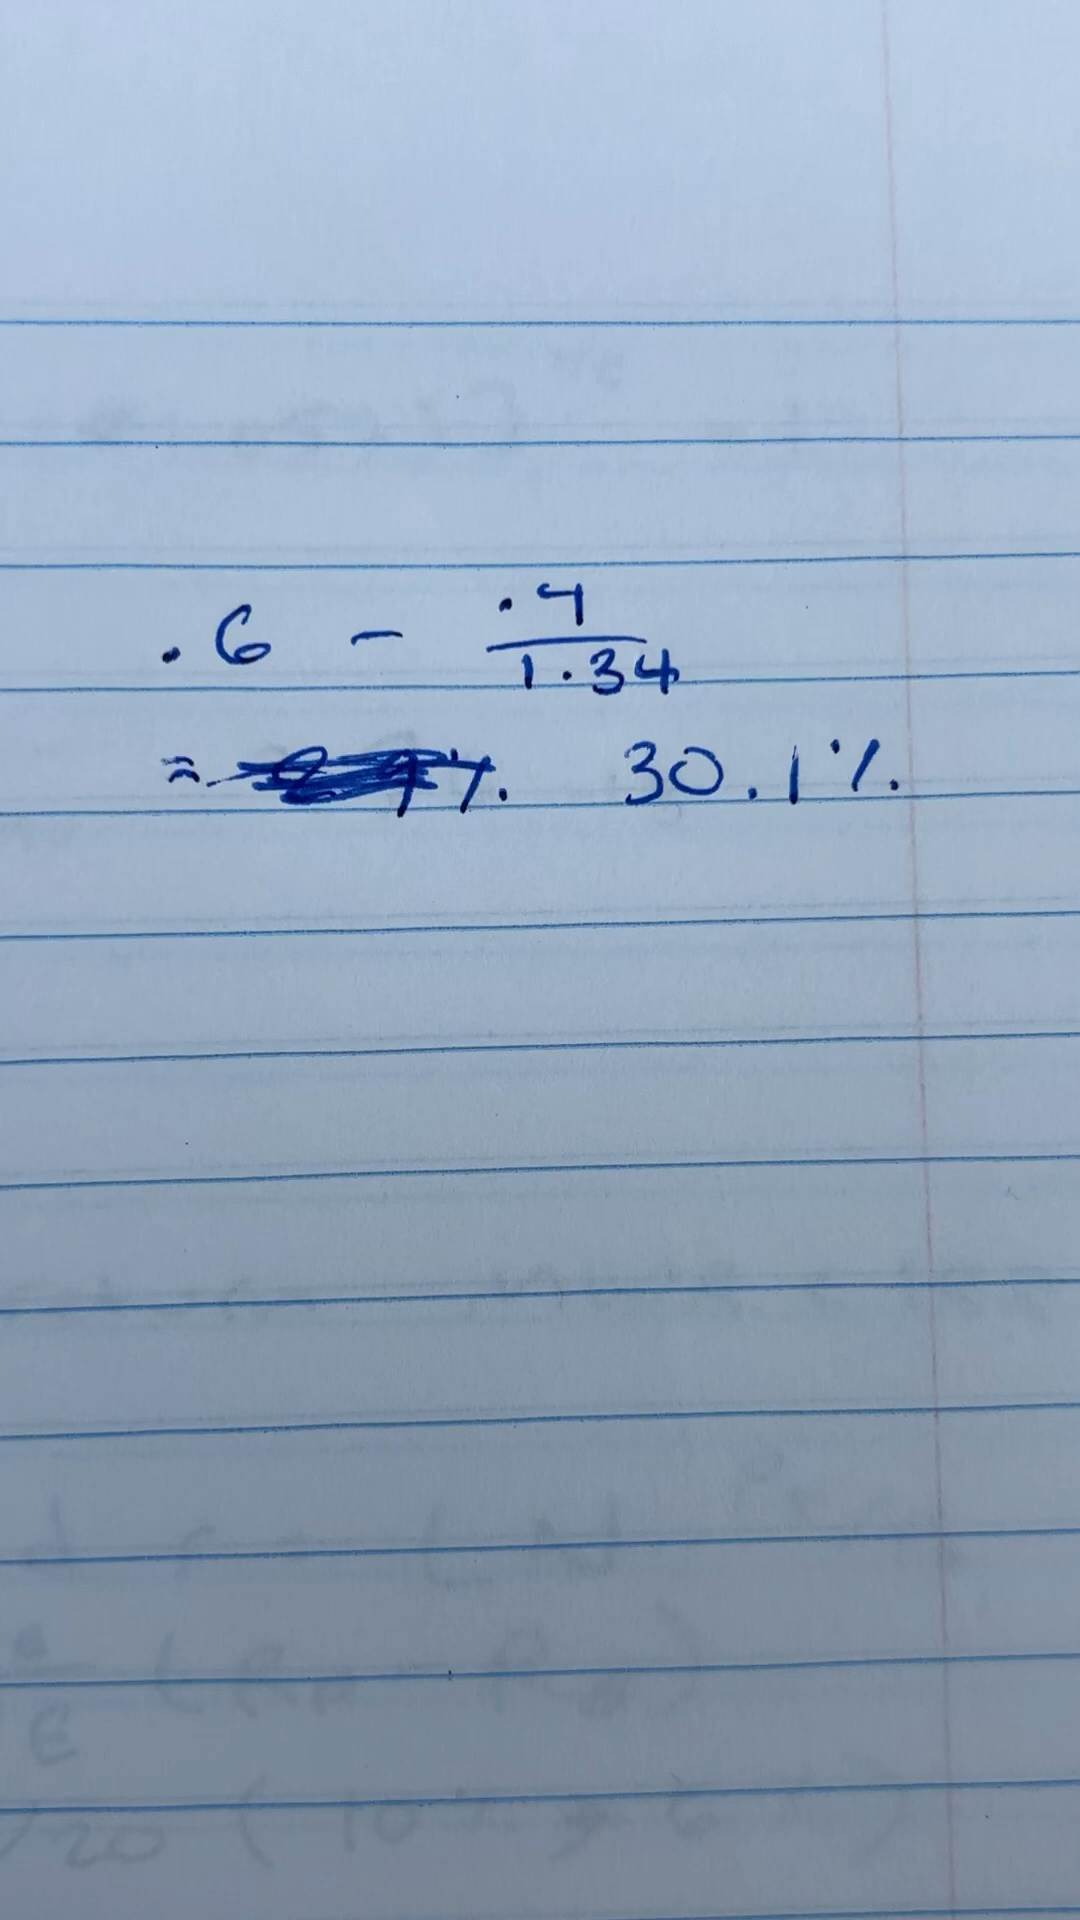 .6 - .4/1.34
≈ 30.1%